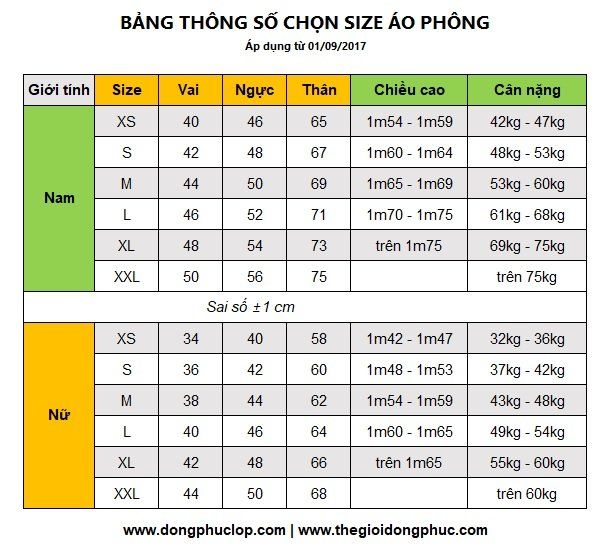 BẢNG THÔNG SỐ CHỌN SIZE ÁO PHÔNG
Áp dụng từ 01/09/2017
Giới tính Size Vai Ngực Thân Chiều cao Cân nặng
Nam
XS 40 46 65 1m54 - 1m59 42kg - 47kg
S 42 48 67 1m60 - 1m64 48kg - 53kg
M 44 50 69 1m65 - 1m69 53kg - 60kg
L 46 52 71 1m70 - 1m75 61kg - 68kg
XL 48 54 73 trên 1m75 69kg - 75kg
XXL 50 56 75 trên 75kg
Sai số ±1 cm
Nữ
XS 34 40 58 1m42 - 1m47 32kg - 36kg
S 36 42 60 1m48 - 1m53 37kg - 42kg
M 38 44 62 1m54 - 1m59 43kg - 48kg
L 40 46 64 1m60 - 1m65 49kg - 54kg
XL 42 48 66 trên 1m65 55kg - 60kg
XXL 44 50 68 trên 60kg
www.dongphuclop.com | www.thegioidongphuc.com